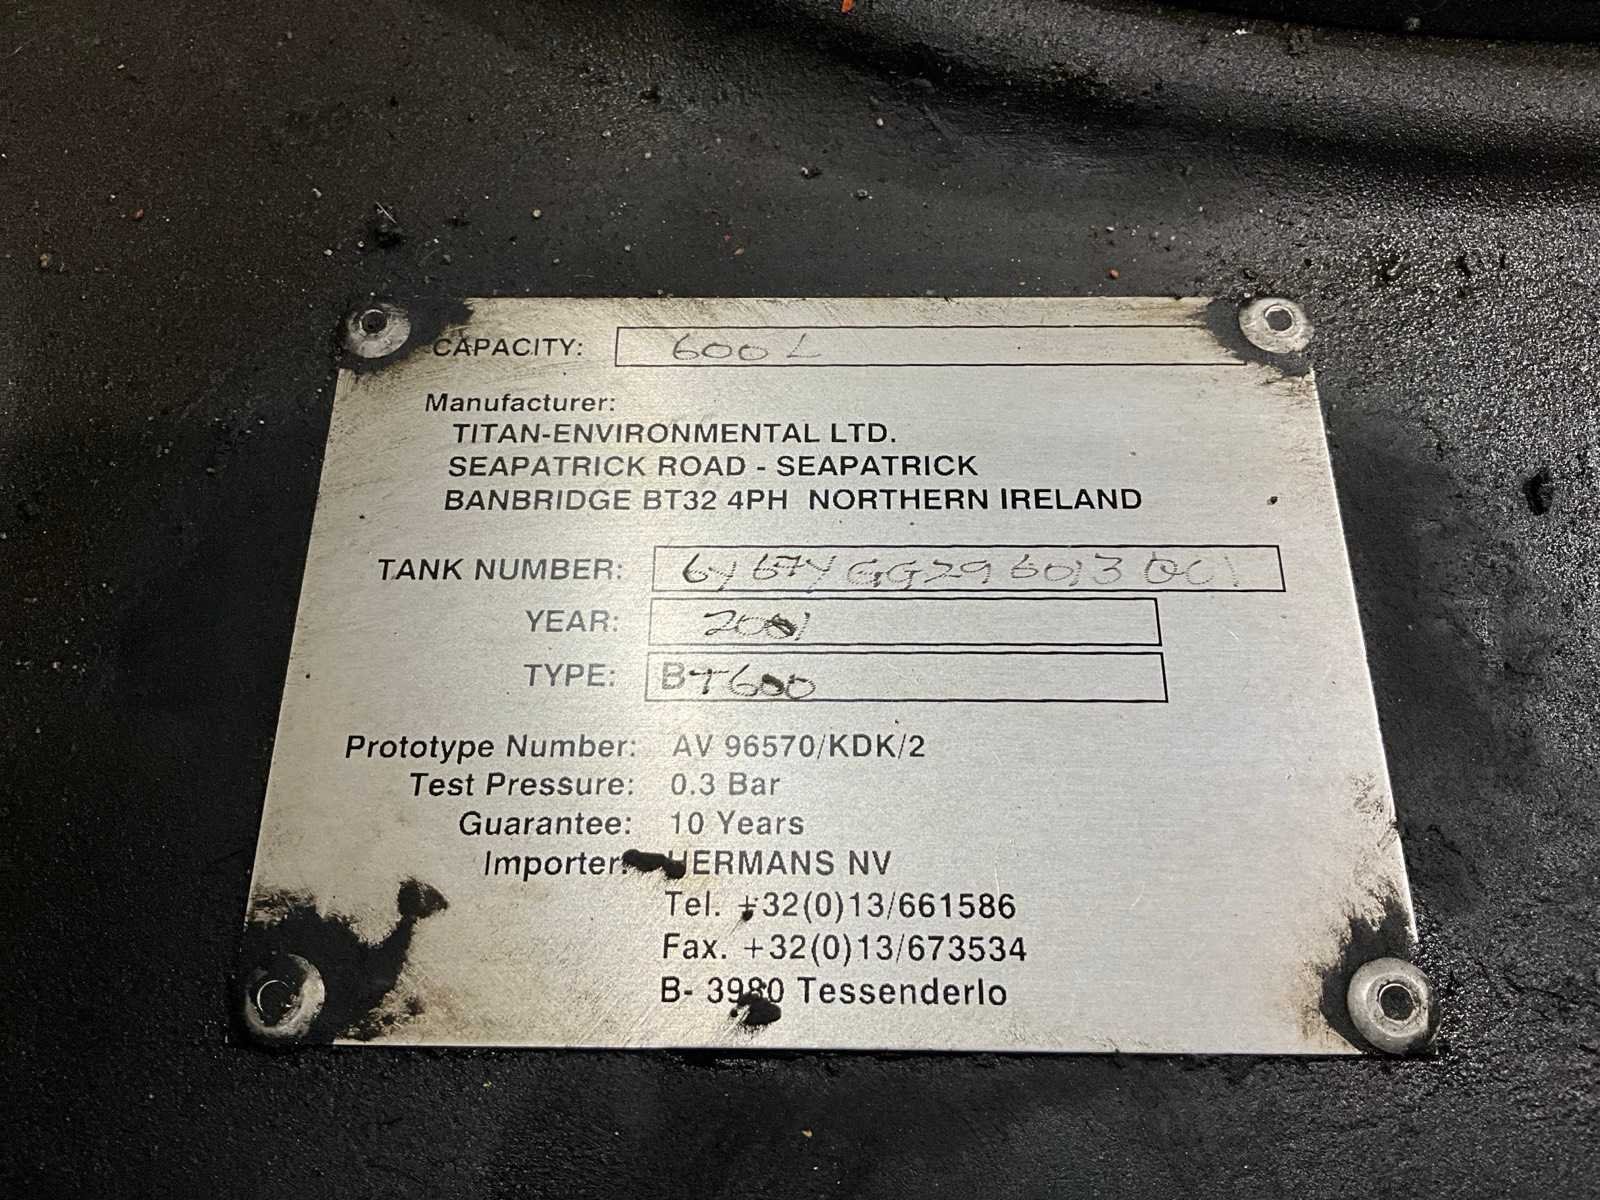 CAPACITY: 600 L
Manufacturer:
TITAN-ENVIRONMENTAL LTD.
SEAPATRICK ROAD - SEAPATRICK
BANBRIDGE BT32 4PH NORTHERN IRELAND
TANK NUMBER:
YEAR: 2001
TYPE: BT600
Prototype Number: AV 96570/KDK/2
Test Pressure: 0.3 Bar
Guarantee: 10 Years
Importer: HERMANS NV
Tel. +32(0)13/661586
Fax. +32(0)13/673534
B- 3980 Tessenderlo